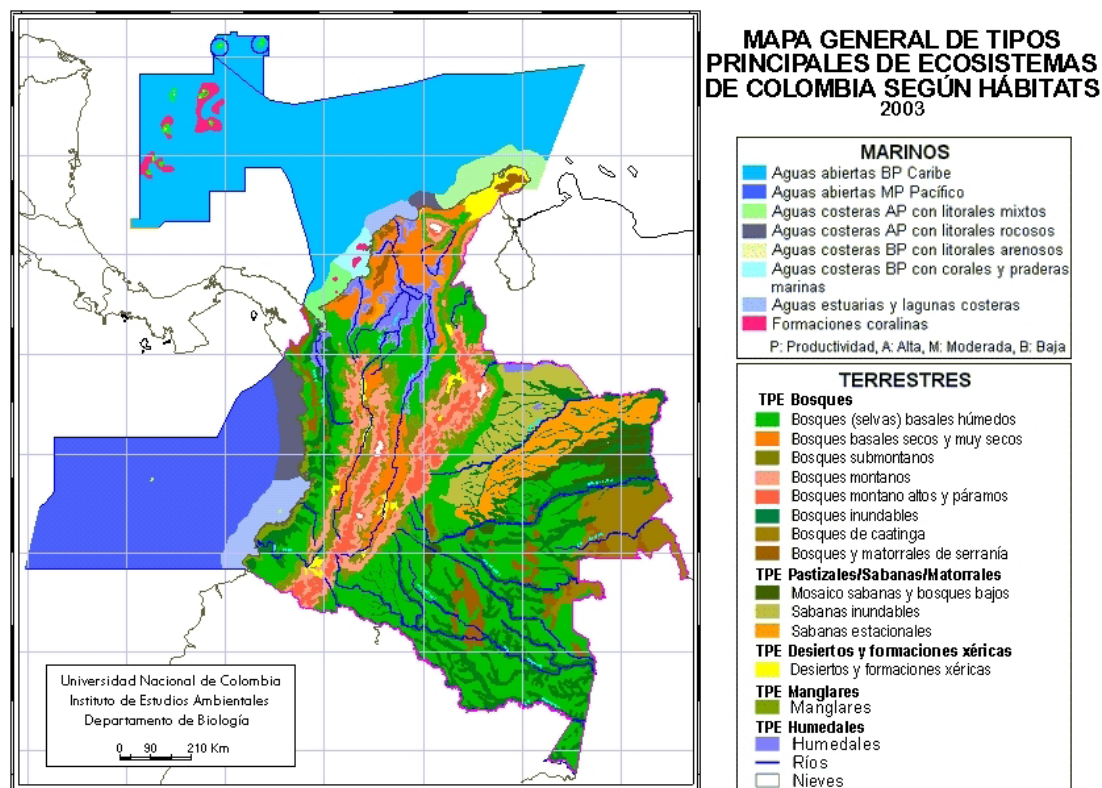 MAPA GENERAL DE TIPOS
PRINCIPALES DE ECOSISTEMAS
DE COLOMBIA SEGÚN HÁBITATS
2003
MARINOS
Aguas abiertas BP Caribe
Aguas abiertas MP Pacífico
Aguas costeras AP con litorales mixtos
Aguas costeras AP con litorales rocosos
Aguas costeras BP con litorales arenosos
Aguas costeras BP con corales y praderas
marinas
Aguas estuarias y lagunas costeras
Formaciones coralinas
P: Productividad, A: Alta, M: Moderada, B: Baja
TERRESTRES
TPE Bosques
Bosques (selvas) basales húmedos
Bosques basales secos y muy secos
Bosques submontanos
Bosques montanos
Bosques montano altos y páramos
Bosques inundables
Bosques de caatinga
Bosques y matorrales de serranía
TPE Pastizales/Sabanas/Matorrales
Mosaico sabanas y bosques bajos
Sabanas inundables
Sabanas estacionales
TPE Desiertos y formaciones xéricas
Desiertos y formaciones xéricas
TPE Manglares
Manglares
TPE Humedales
Humedales
Ríos
Nieves
Universidad Nacional de Colombia
Instituto de Estudios Ambientales
Departamento de Biología
0 90 210 Km